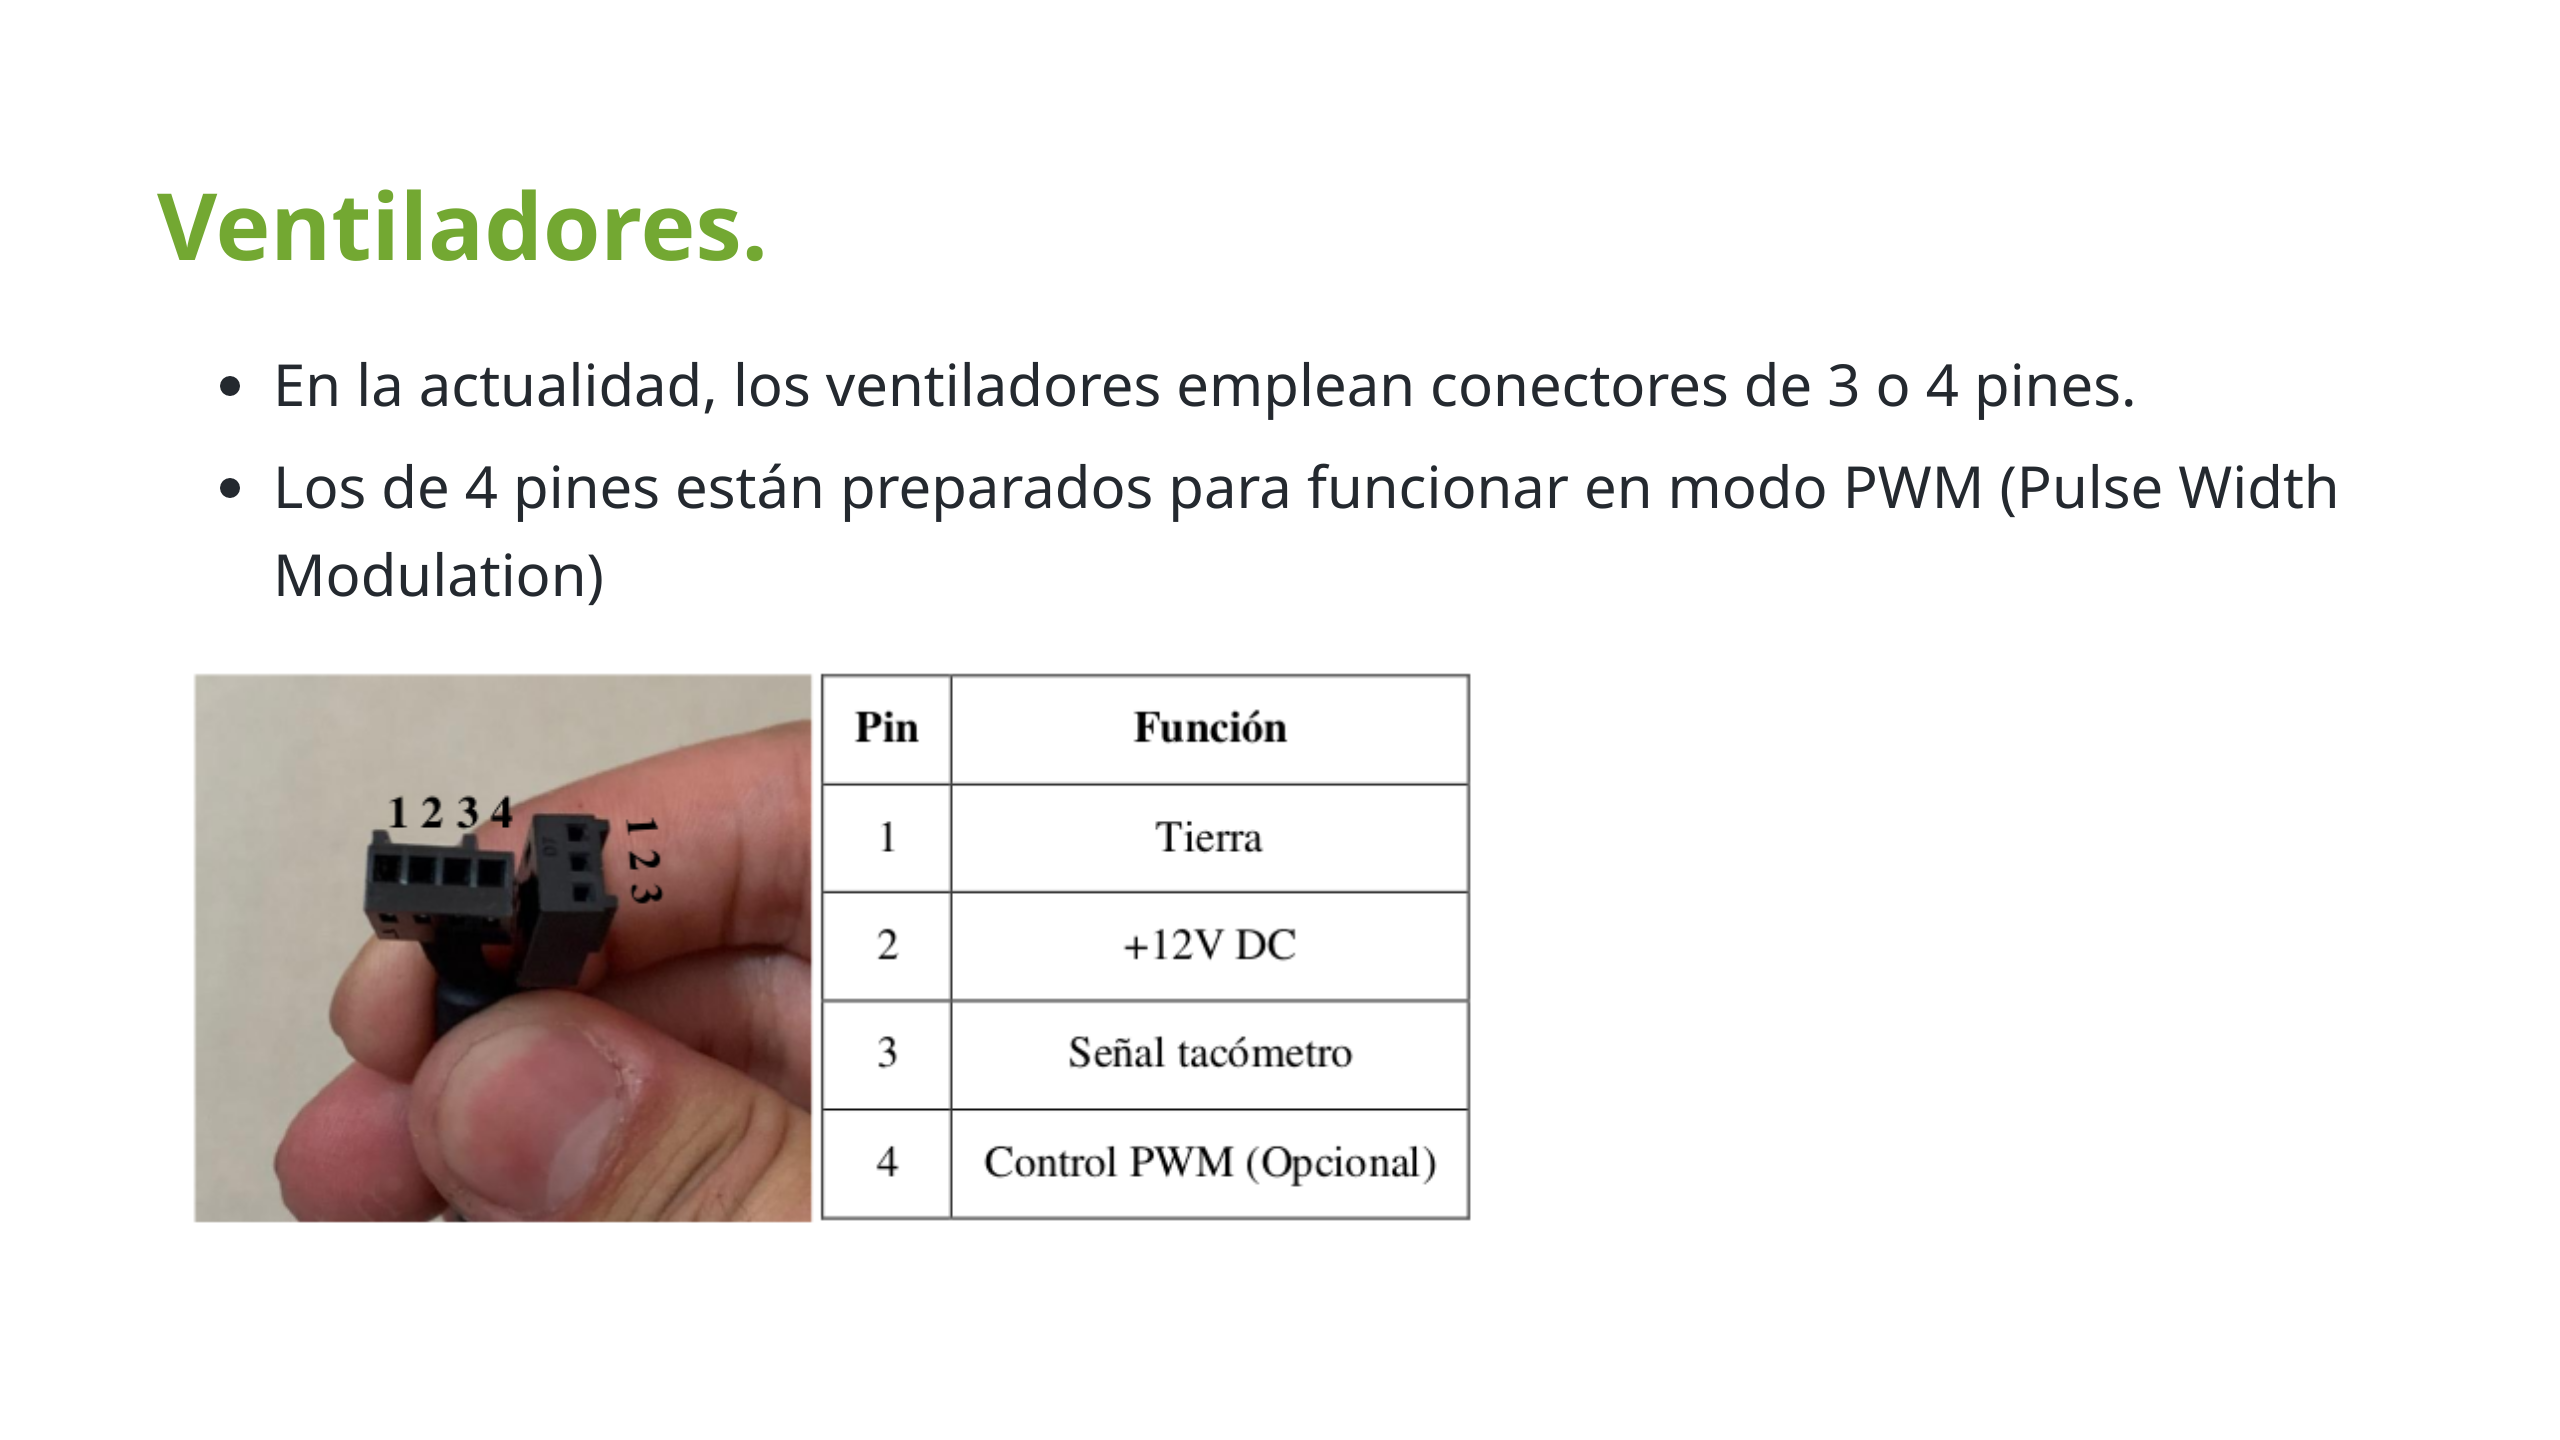 Ventiladores.
En la actualidad, los ventiladores emplean conectores de 3 o 4 pines.
Los de 4 pines están preparados para funcionar en modo PWM (Pulse Width
Modulation)
1 2 3 4
1 2 3
Pin Función
1 Tierra
2 +12V DC
3 Señal tacómetro
4 Control PWM (Opcional)